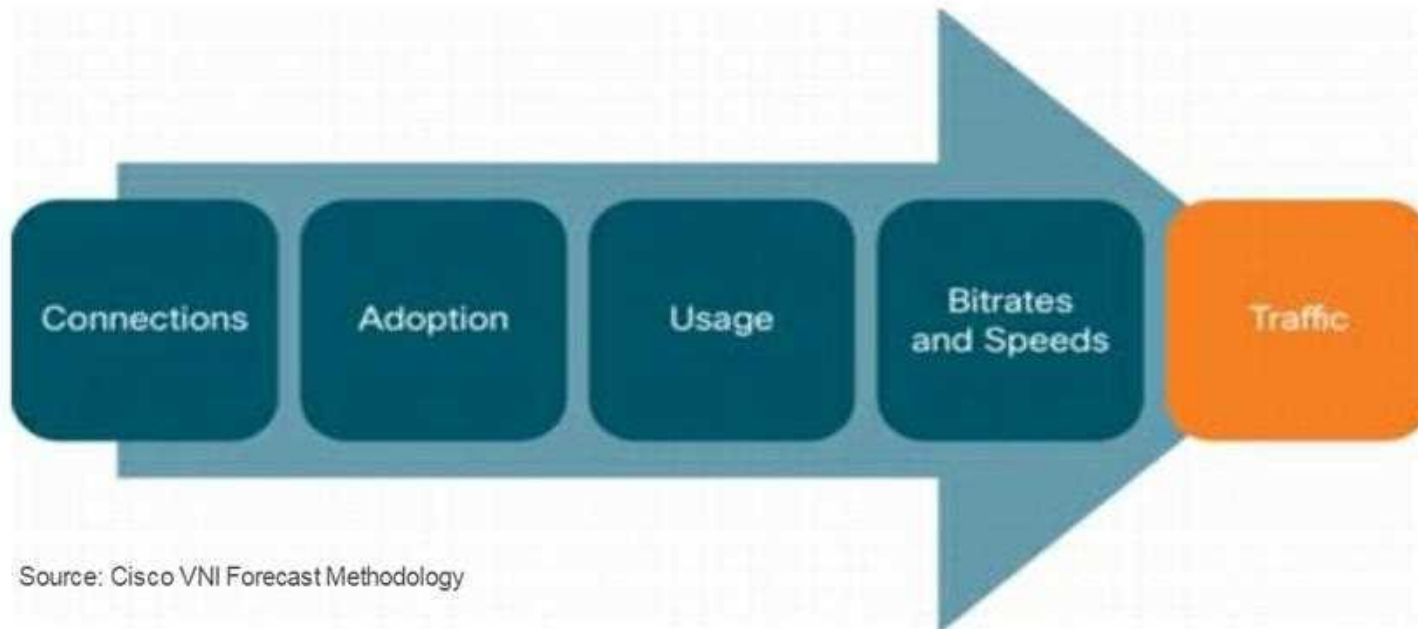 Connections
Adoption
Usage
Bitrates
and Speeds
Traffic
Source: Cisco VNI Forecast Methodology